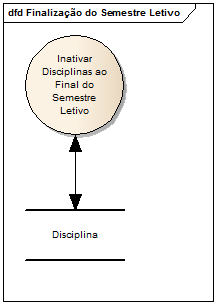 dfd Finalização do Semestre Letivo
Inativar
Disciplinas ao
Final do
Semestre
Letivo
Disciplina